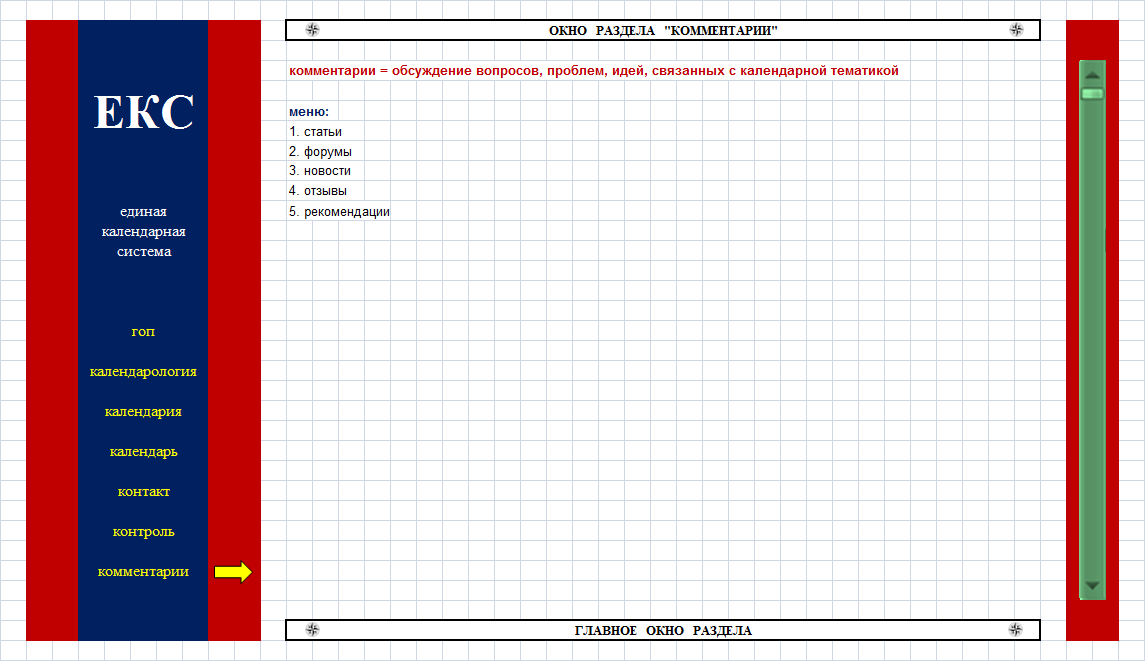 ЕКС
единая
календарная
система
гоп
календарология
календария
календарь
контакт
контроль
комментарии
ОКНО РАЗДЕЛА "КОММЕНТАРИИ"
комментарии = обсуждение вопросов, проблем, идей, связанных с календарной тематикой
меню:
1. статьи
2. форумы
3. новости
4. отзывы
5. рекомендации
ГЛАВНОЕ ОКНО РАЗДЕЛА